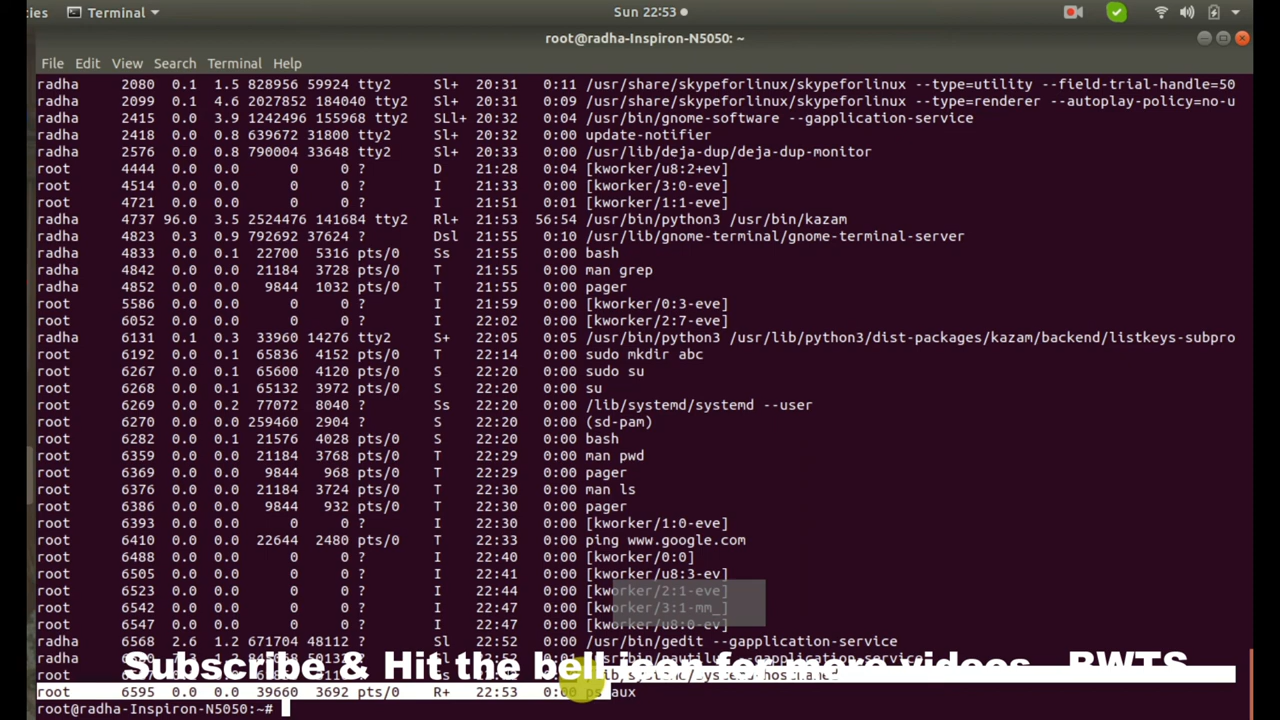 ies Terminal Sun 22:53
root@radha-Inspiron-N5050: ~
File Edit View Search Terminal Help
radha 2080 0.1 1.5 828956 59924 tty2 Sl+ 20:31 0:11 /usr/share/skypeforlinux/skypeforlinux --type=utility --field-trial-handle=50
radha 2099 0.1 4.6 2027852 184040 tty2 Sl+ 20:31 0:09 /usr/share/skypeforlinux/skypeforlinux --type=renderer --autoplay-policy=no-u
radha 2415 0.0 3.9 1242496 155968 tty2 SLl+ 20:32 0:04 /usr/bin/gnome-software --gapplication-service
radha 2418 0.0 0.8 639672 31800 tty2 Sl+ 20:32 0:00 update-notifier
radha 2576 0.0 0.8 790004 33648 tty2 Sl+ 20:33 0:00 /usr/lib/deja-dup/deja-dup-monitor
root 4444 0.0 0.0 0 0 ? D 21:28 0:04 [kworker/u8:2+ev]
root 4514 0.0 0.0 0 0 ? I 21:33 0:00 [kworker/3:0-eve]
root 4721 0.0 0.0 0 0 ? I 21:51 0:01 [kworker/1:1-eve]
radha 4737 96.0 3.5 2524476 141684 tty2 Rl+ 21:53 56:54 /usr/bin/python3 /usr/bin/kazam
radha 4823 0.3 0.9 792692 37624 ? Dsl 21:55 0:10 /usr/lib/gnome-terminal/gnome-terminal-server
radha 4833 0.0 0.1 22700 5316 pts/0 Ss 21:55 0:00 bash
radha 4842 0.0 0.0 21184 3728 pts/0 T 21:55 0:00 man grep
radha 4852 0.0 0.0 9844 1032 pts/0 T 21:55 0:00 pager
root 5586 0.0 0.0 0 0 ? I 21:59 0:00 [kworker/0:3-eve]
root 6052 0.0 0.0 0 0 ? I 22:02 0:00 [kworker/2:7-eve]
radha 6131 0.1 0.3 33960 14276 tty2 S+ 22:05 0:05 /usr/bin/python3 /usr/lib/python3/dist-packages/kazam/backend/listkeys-subpro
root 6192 0.0 0.1 65836 4152 pts/0 T 22:14 0:00 sudo mkdir abc
root 6267 0.0 0.1 65600 4120 pts/0 S 22:20 0:00 sudo su
root 6268 0.0 0.1 65132 3972 pts/0 S 22:20 0:00 su
root 6269 0.0 0.2 77072 8040 ? Ss 22:20 0:00 /lib/systemd/systemd --user
root 6270 0.0 0.0 259460 2904 ? S 22:20 0:00 (sd-pam)
root 6282 0.0 0.1 21576 4028 pts/0 S 22:20 0:00 bash
root 6359 0.0 0.0 21184 3768 pts/0 T 22:29 0:00 man pwd
root 6369 0.0 0.0 9844 968 pts/0 T 22:29 0:00 pager
root 6376 0.0 0.0 21184 3724 pts/0 T 22:30 0:00 man ls
root 6386 0.0 0.0 9844 932 pts/0 T 22:30 0:00 pager
root 6393 0.0 0.0 0 0 ? I 22:30 0:00 [kworker/1:0-eve]
root 6410 0.0 0.0 22644 2480 pts/0 T 22:33 0:00 ping www.google.com
root 6488 0.0 0.0 0 0 ? I 22:40 0:00 [kworker/0:0]
root 6505 0.0 0.0 0 0 ? I 22:41 0:00 [kworker/u8:3-ev]
root 6523 0.0 0.0 0 0 ? I 22:44 0:00 [kworker/2:1-eve]
root 6542 0.0 0.0 0 0 ? I 22:47 0:00 [kworker/3:1-mm_]
root 6547 0.0 0.0 0 0 ? I 22:47 0:00 [kworker/u8:0-ev]
radha 6568 2.6 1.2 671704 48112 ? Sl 22:52 0:00 /usr/bin/gedit --gapplication-service
Subscribe & Hit the bell icon for more videos BWTS
root 6595 0.0 0.0 39660 3692 pts/0 R+ 22:53 0:00 ps aux
root@radha-Inspiron-N5050:~#